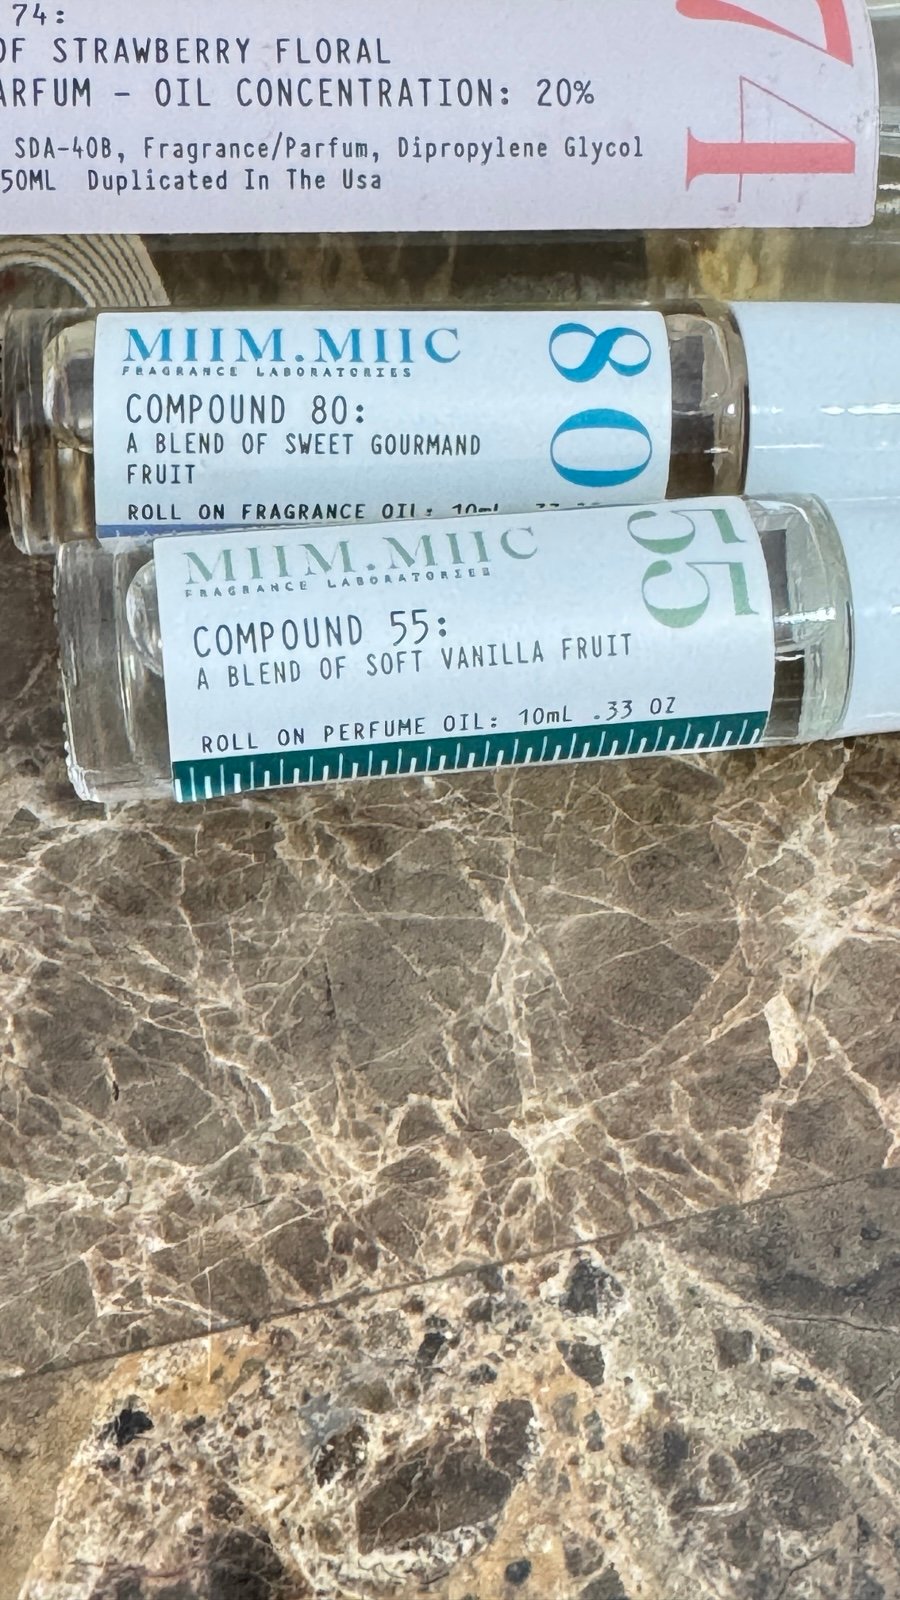 74:
OF STRAWBERRY FLORAL
ARFUM – OIL CONCENTRATION: 20%
SDA-40B, Fragrance/Parfum, Dipropylene Glycol
50ML Duplicated In The Usa
74
MIIM.MIIC
FRAGRANCE LABORATORIES
COMPOUND 80:
A BLEND OF SWEET GOURMAND
FRUIT
ROLL ON FRAGRANCE OIL: 10mL
80
MIIM.MIIC
FRAGRANCE LABORATORIES
COMPOUND 55:
A BLEND OF SOFT VANILLA FRUIT
ROLL ON PERFUME OIL: 10mL .33 OZ
55